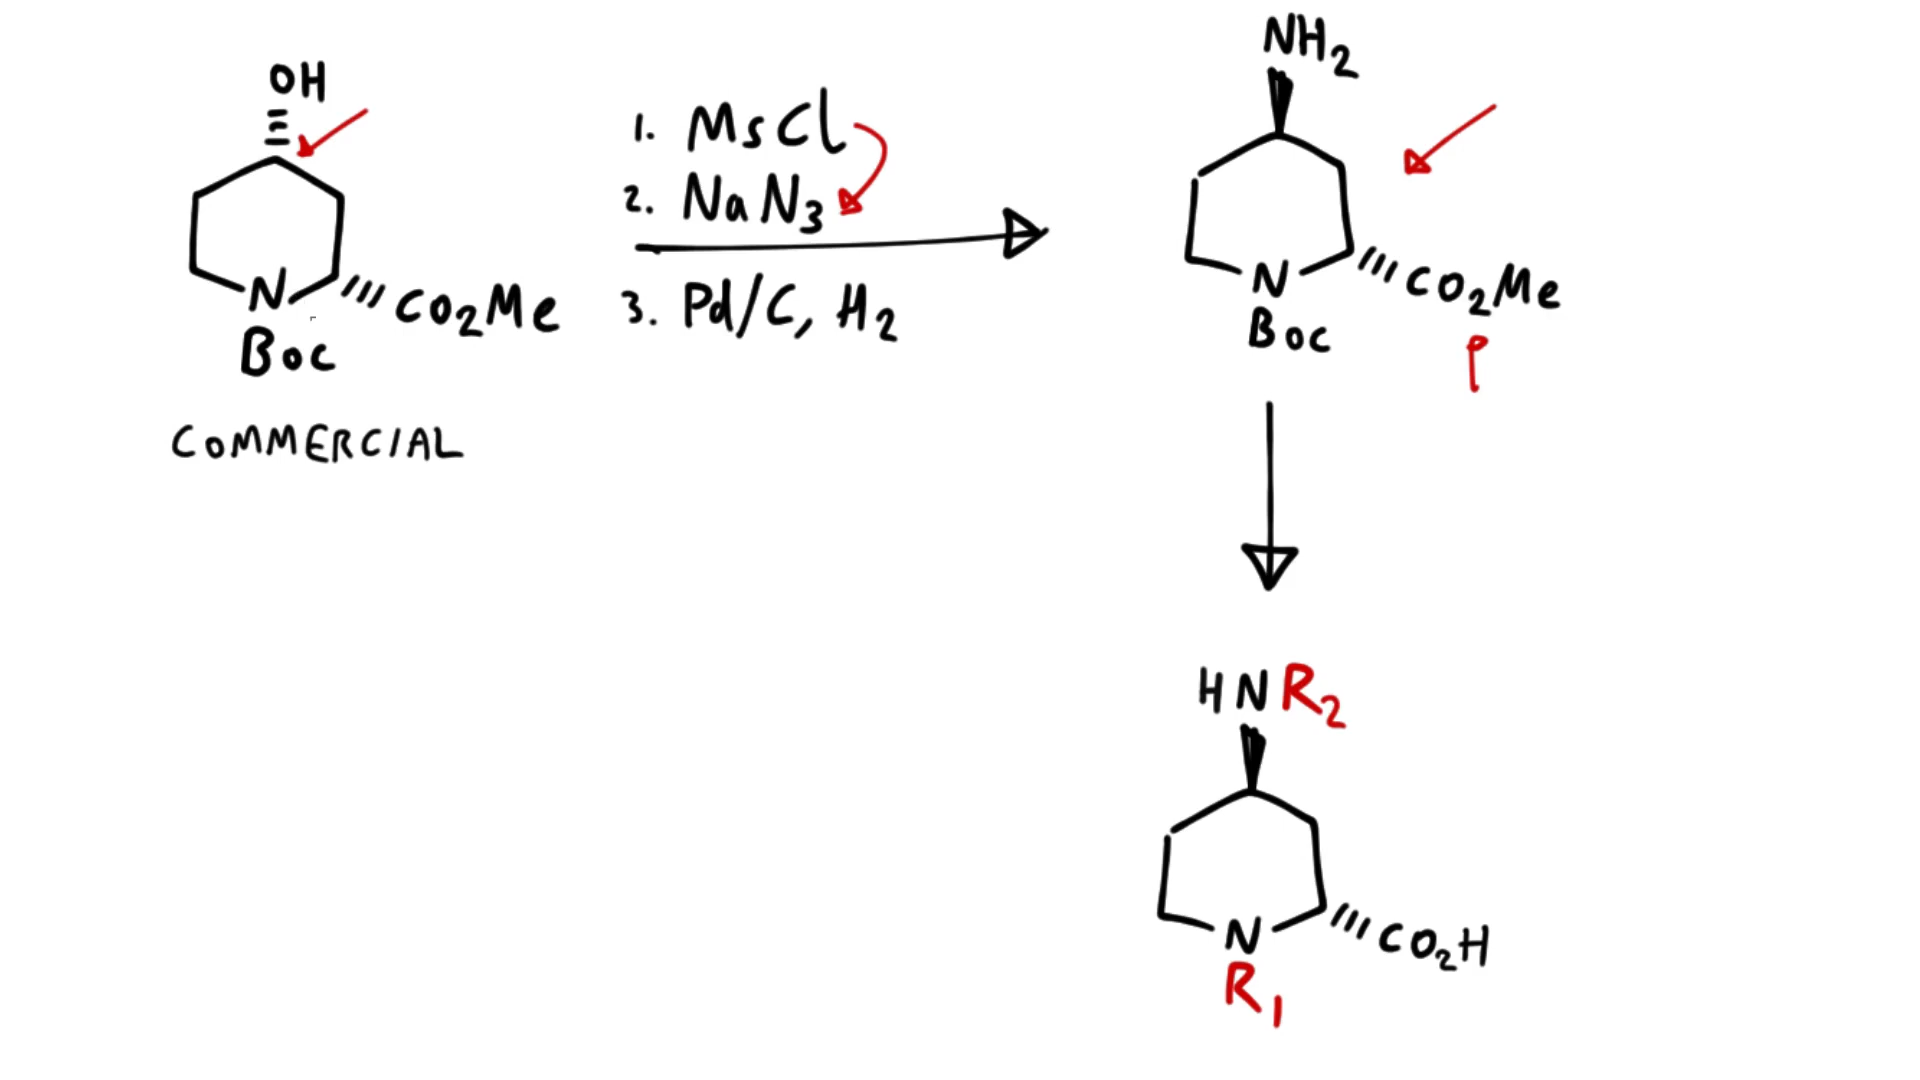 OH
N
CO2Me
Boc
COMMERCIAL
1. MsCl
2. NaN3
3. Pd/C, H2
NH2
N
CO2Me
Boc
P
HNR2
N
CO2H
R1